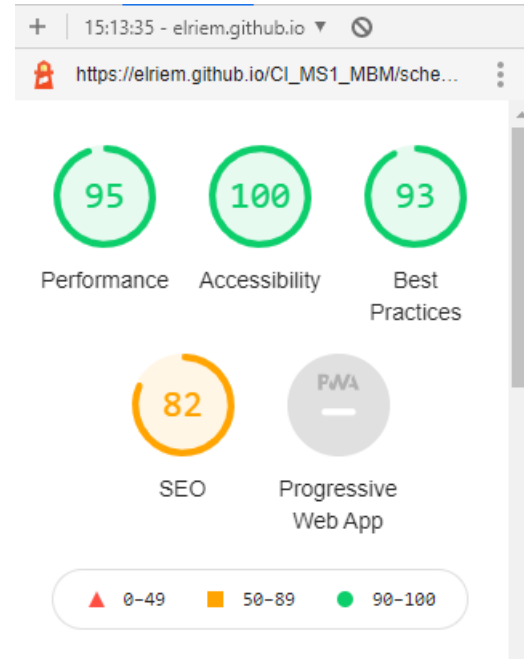 + 15:13:35 - elriem.github.io ▼
https://elriem.github.io/CI_MS1_MBM/sche...
95 100 93
Performance Accessibility Best
Practices
82 PWA
SEO Progressive
Web App
0–49 50–89 90–100